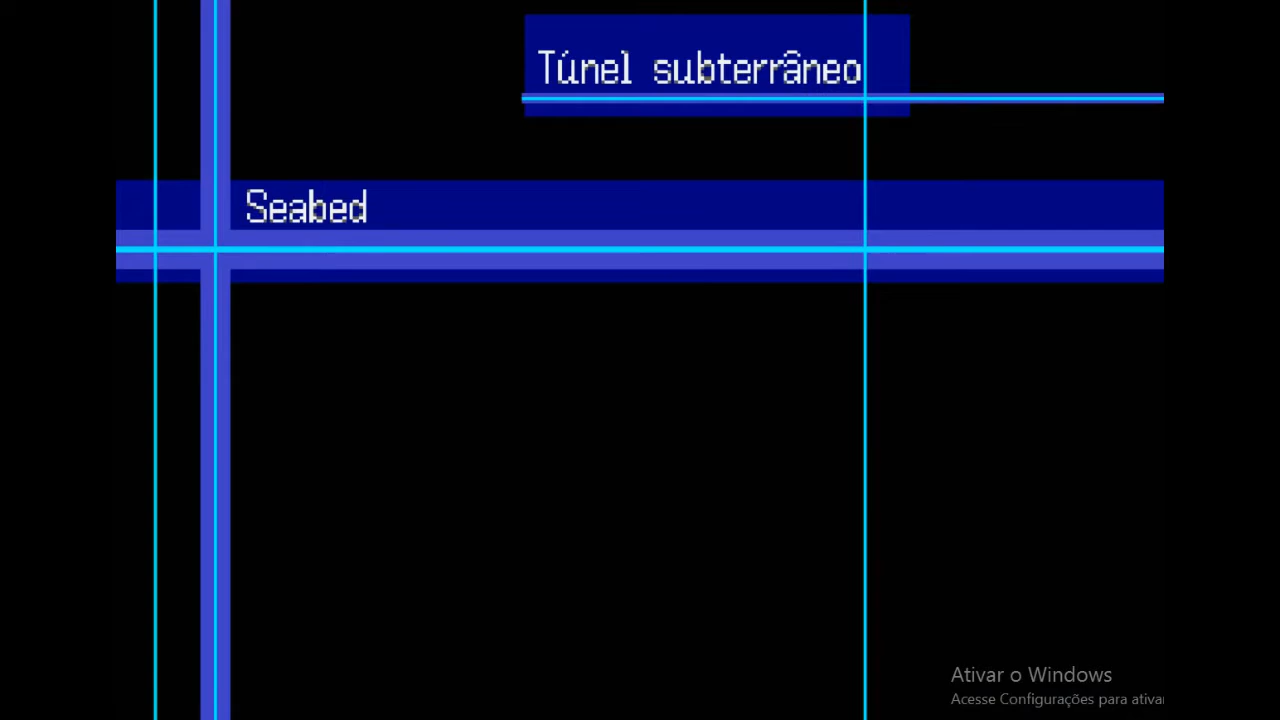 Túnel subterrâneo
Seabed
Ativar o Windows
Acesse Configurações para ativar